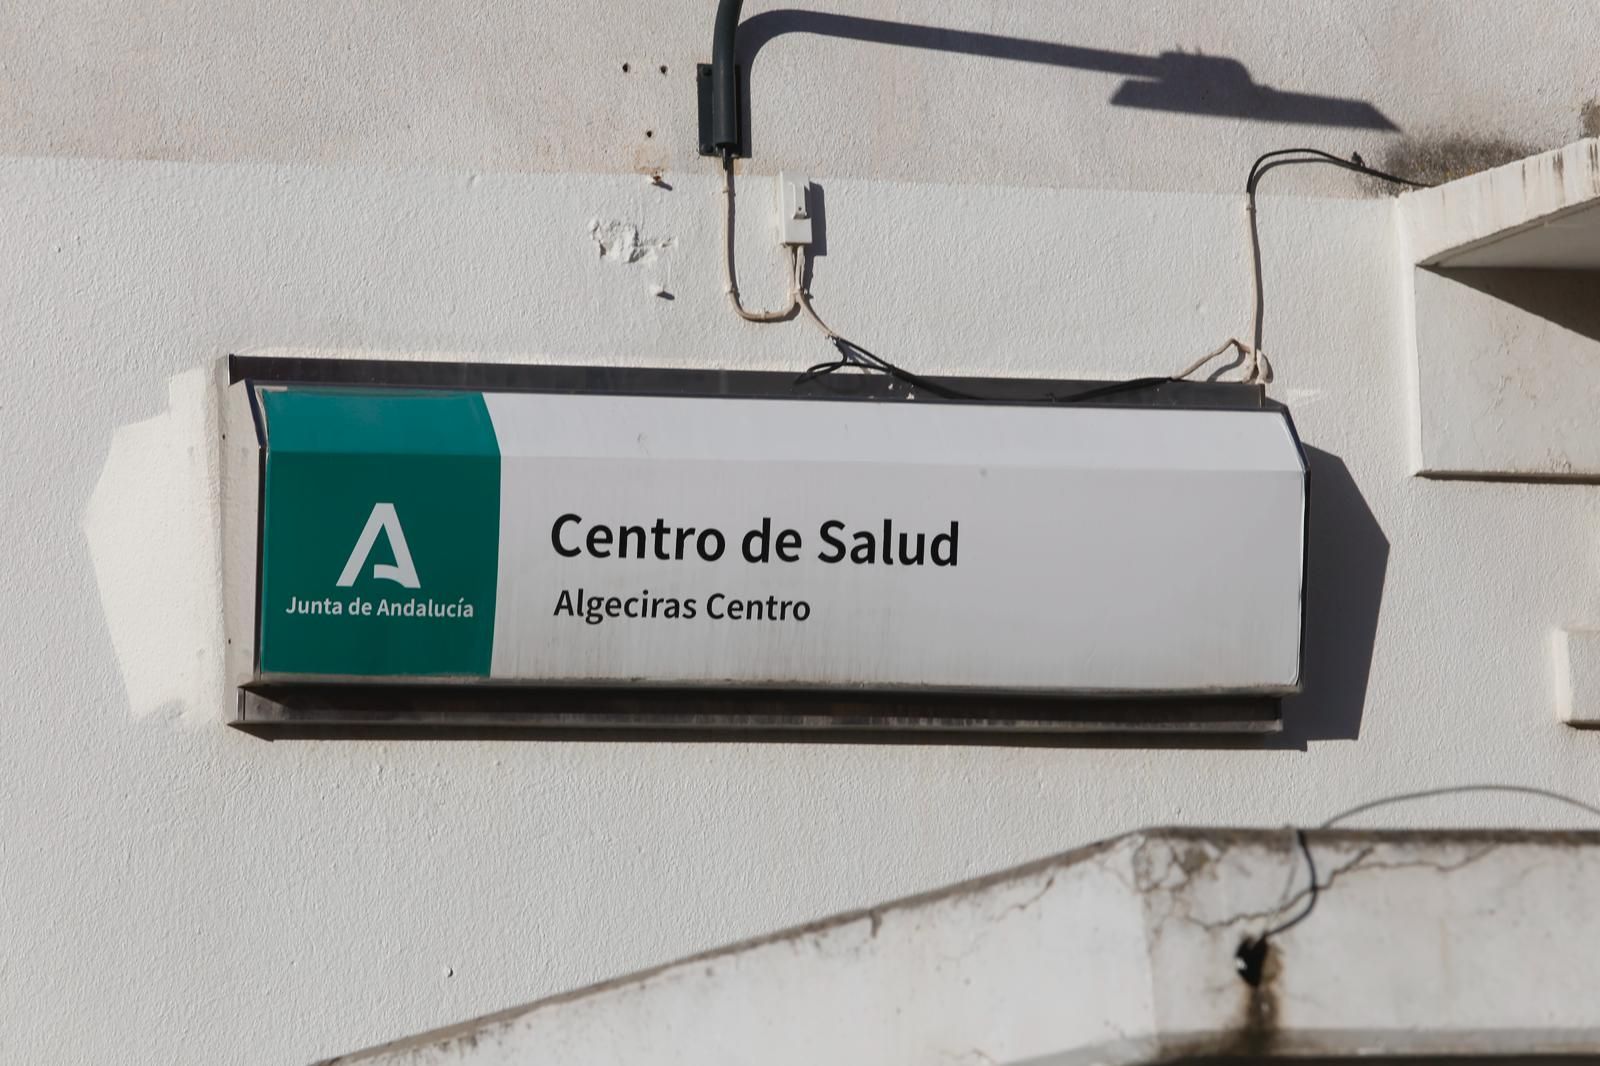 Centro de Salud
Algeciras Centro
Junta de Andalucía